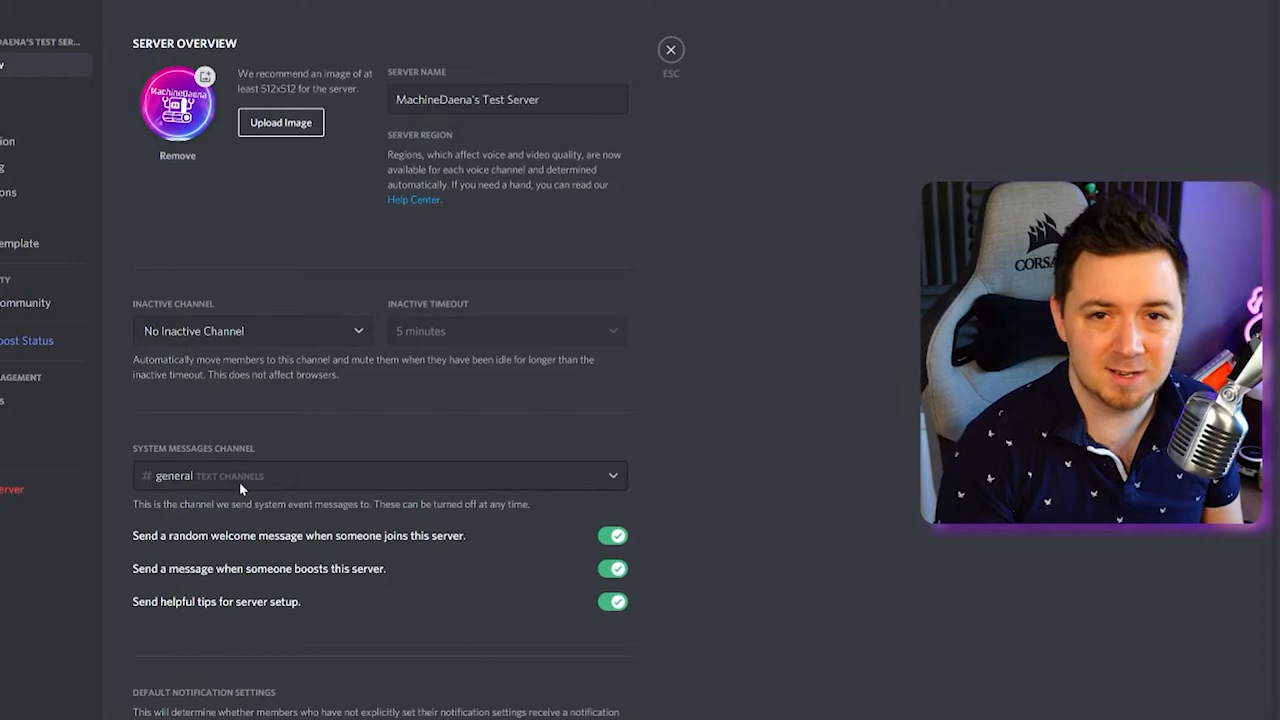 DAENA'S TEST SER...
SERVER OVERVIEW
We recommend an image of at
least 512x512 for the server.
Upload Image
MachineDaena
Remove
SERVER NAME
MachineDaena's Test Server
SERVER REGION
Regions, which affect voice and video quality, are now
available for each voice channel and determined
automatically. If you need a hand, you can read our
Help Center.
ESC
emplate
ommunity
ost Status
AGEMENT
erver
INACTIVE CHANNEL
No Inactive Channel
INACTIVE TIMEOUT
5 minutes
Automatically move members to this channel and mute them when they have been idle for longer than the
inactive timeout. This does not affect browsers.
SYSTEM MESSAGES CHANNEL
# general TEXT CHANNELS
This is the channel we send system event messages to. These can be turned off at any time.
Send a random welcome message when someone joins this server.
Send a message when someone boosts this server.
Send helpful tips for server setup.
DEFAULT NOTIFICATION SETTINGS
This will determine whether members who have not explicitly set their notification settings receive a notification
CORSA